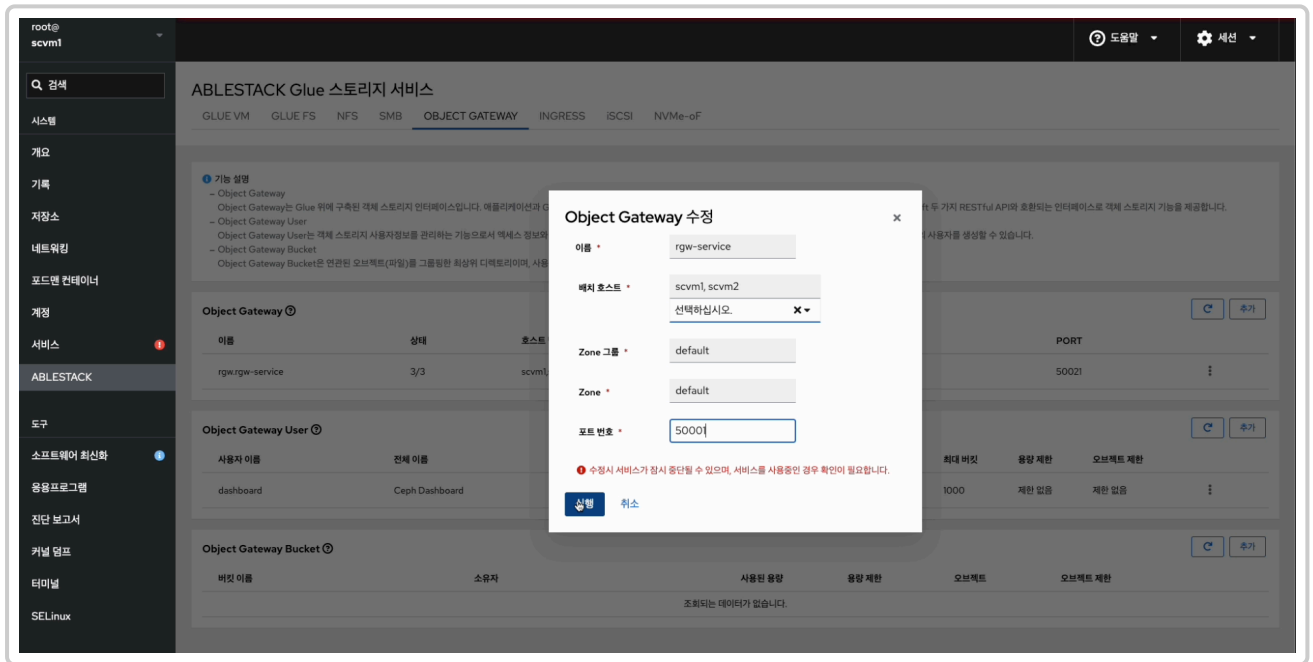 root@
scvm1
도움말
세션
검색
시스템
개요
기록
저장소
네트워킹
포드맨 컨테이너
계정
서비스
ABLESTACK
도구
소프트웨어 최신화
응용프로그램
진단 보고서
커널 덤프
터미널
SELinux
ABLESTACK Glue 스토리지 서비스
GLUE VM GLUE FS NFS SMB OBJECT GATEWAY INGRESS iSCSI NVMe-oF
기능 설명
- Object Gateway
Object Gateway는 Glue 위에 구축된 객체 스토리지 인터페이스입니다. 애플리케이션과 두 가지 RESTful API와 호환되는 인터페이스로 객체 스토리지 기능을 제공합니다.
- Object Gateway User
Object Gateway User는 객체 스토리지 사용자정보를 관리하는 기능으로서 액세스 정보와 사용자를 생성할 수 있습니다.
- Object Gateway Bucket
Object Gateway Bucket은 연관된 오브젝트(파일)를 그룹핑한 최상위 디렉토리이며,
Object Gateway 추가
이름 상태 PORT
rgw.rgw-service 3/3 scvm1, 50021
Object Gateway User 추가
사용자 이름 전체 이름 최대 버킷 용량 제한 오브젝트 제한
dashboard Ceph Dashboard 1000 제한 없음 제한 없음
Object Gateway Bucket 추가
버킷 이름 소유자 사용된 용량 용량 제한 오브젝트 오브젝트 제한
조회되는 데이터가 없습니다.
Object Gateway 수정
이름 * rgw-service
배치 호스트 * scvm1, scvm2
선택하십시오.
Zone 그룹 * default
Zone * default
포트 번호 * 50001
수정시 서비스가 잠시 중단될 수 있으며, 서비스를 사용중인 경우 확인이 필요합니다.
실행 취소